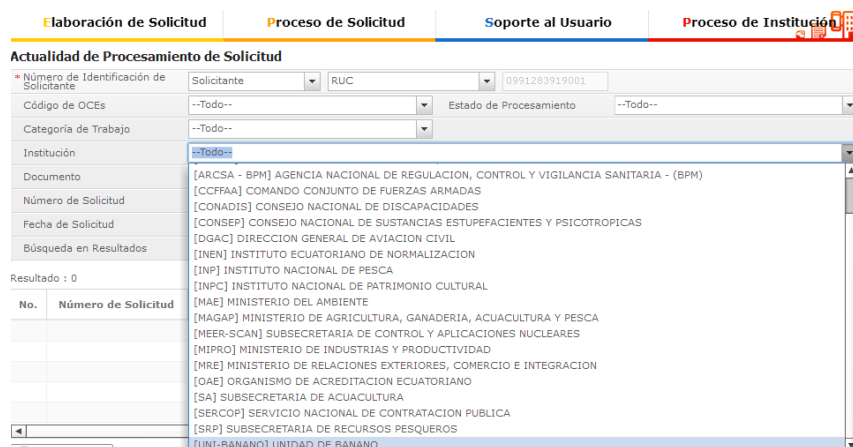 Elaboración de Solicitud Proceso de Solicitud Soporte al Usuario Proceso de Institución
Actualidad de Procesamiento de Solicitud
* Número de Identificación de Solicitante Solicitante RUC 0991283919001
Código de OCEs --Todo-- Estado de Procesamiento --Todo--
Categoría de Trabajo --Todo--
Institución --Todo--
Documento
Número de Solicitud
Fecha de Solicitud
Búsqueda en Resultados
Resultado : 0
No. Número de Solicitud
[ARCSA - BPM] AGENCIA NACIONAL DE REGULACION, CONTROL Y VIGILANCIA SANITARIA - (BPM)
[CCFFAA] COMANDO CONJUNTO DE FUERZAS ARMADAS
[CONADIS] CONSEJO NACIONAL DE DISCAPACIDADES
[CONSEP] CONSEJO NACIONAL DE SUSTANCIAS ESTUPEFACIENTES Y PSICOTROPICAS
[DGAC] DIRECCION GENERAL DE AVIACION CIVIL
[INEN] INSTITUTO ECUATORIANO DE NORMALIZACION
[INP] INSTITUTO NACIONAL DE PESCA
[INPC] INSTITUTO NACIONAL DE PATRIMONIO CULTURAL
[MAE] MINISTERIO DEL AMBIENTE
[MAGAP] MINISTERIO DE AGRICULTURA, GANADERIA, ACUACULTURA Y PESCA
[MEER-SCAN] SUBSECRETARIA DE CONTROL Y APLICACIONES NUCLEARES
[MIPRO] MINISTERIO DE INDUSTRIAS Y PRODUCTIVIDAD
[MRE] MINISTERIO DE RELACIONES EXTERIORES, COMERCIO E INTEGRACION
[OAE] ORGANISMO DE ACREDITACION ECUATORIANO
[SA] SUBSECRETARIA DE ACUACULTURA
[SERCOP] SERVICIO NACIONAL DE CONTRATACION PUBLICA
[SRP] SUBSECRETARIA DE RECURSOS PESQUEROS
[UNI-BANANO] UNIDAD DE BANANO